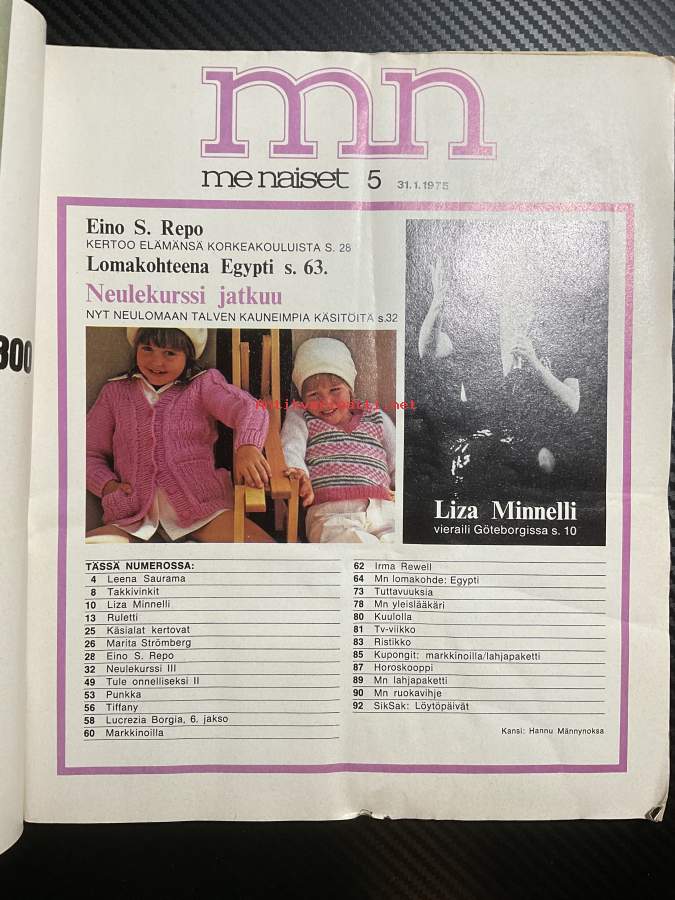 mn
me naiset 5 31.1.1975
Eino S. Repo
KERTOO ELÄMÄNSÄ KORKEAKOULUISTA S. 28
Lomakohteena Egypti s. 63.
Neulekurssi jatkuu
NYT NEULOMAAN TALVEN KAUNEIMPIA KÄSITÖITÄ s.32
300
Antikvariaatti.net
Liza Minnelli
vieraili Göteborgissa s. 10
TÄSSÄ NUMEROSSA:
4 Leena Saurama
8 Takkivinkit
10 Liza Minnelli
13 Ruletti
25 Käsialat kertovat
26 Marita Strömberg
28 Eino S. Repo
32 Neulekurssi III
49 Tule onnelliseksi II
53 Punkka
56 Tiffany
58 Lucrezia Borgia, 6. jakso
60 Markkinoilla
62 Irma Rewell
64 Mn lomakohde: Egypti
73 Tuttavuuksia
78 Mn yleislääkäri
80 Kuulolla
81 Tv-viikko
83 Ristikko
85 Kupongit: markkinoilla/lahjapaketti
87 Horoskooppi
89 Mn lahjapaketti
90 Mn ruokavihje
92 SikSak: Löytöpäivät
Kansi: Hannu Männynoksa